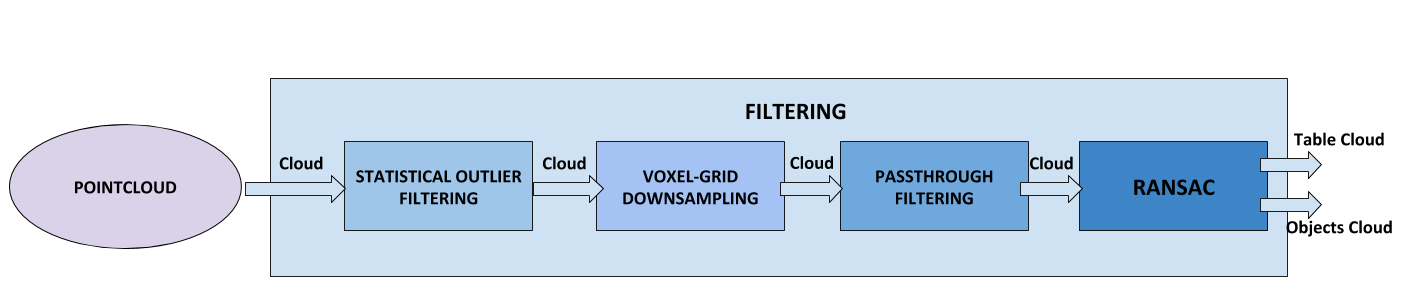 FILTERING
POINTCLOUD
Cloud
STATISTICAL OUTLIER
FILTERING
Cloud
VOXEL-GRID
DOWNSAMPLING
Cloud
PASSTHROUGH
FILTERING
Cloud
RANSAC
Table Cloud
Objects Cloud